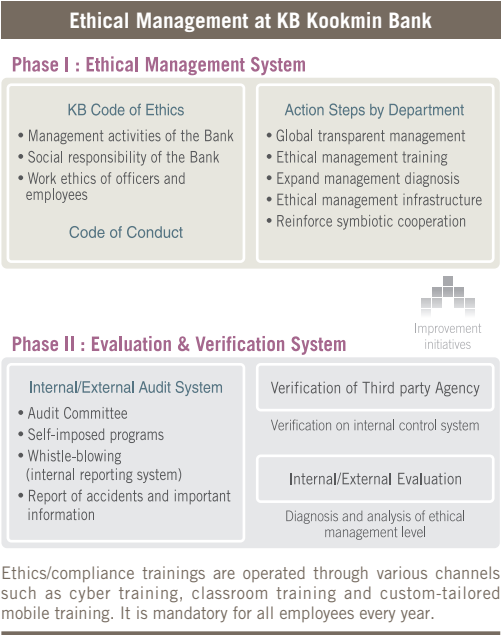 Ethical Management at KB Kookmin Bank
Phase I : Ethical Management System
KB Code of Ethics
• Management activities of the Bank
• Social responsibility of the Bank
• Work ethics of officers and
employees
Code of Conduct
Action Steps by Department
• Global transparent management
• Ethical management training
• Expand management diagnosis
• Ethical management infrastructure
• Reinforce symbiotic cooperation
Improvement
initiatives
Phase II : Evaluation & Verification System
Internal/External Audit System
• Audit Committee
• Self-imposed programs
• Whistle-blowing
(internal reporting system)
• Report of accidents and important
information
Verification of Third party Agency
Verification on internal control system
Internal/External Evaluation
Diagnosis and analysis of ethical
management level
Ethics/compliance trainings are operated through various channels
such as cyber training, classroom training and custom-tailored
mobile training. It is mandatory for all employees every year.